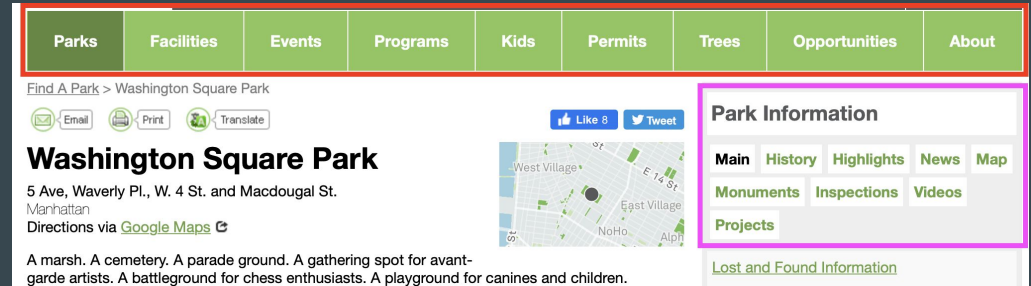 Parks Facilities Events Programs Kids Permits Trees Opportunities About
Find A Park > Washington Square Park
Email Print Translate
Like 8 Tweet
Washington Square Park
5 Ave, Waverly Pl., W. 4 St. and Macdougal St.
Manhattan
Directions via Google Maps
A marsh. A cemetery. A parade ground. A gathering spot for avant-
garde artists. A battleground for chess enthusiasts. A playground for canines and children.
West Village
St
E 14 St
East Village
NoHo
Alph
St
Park Information
Main History Highlights News Map
Monuments Inspections Videos
Projects
Lost and Found Information